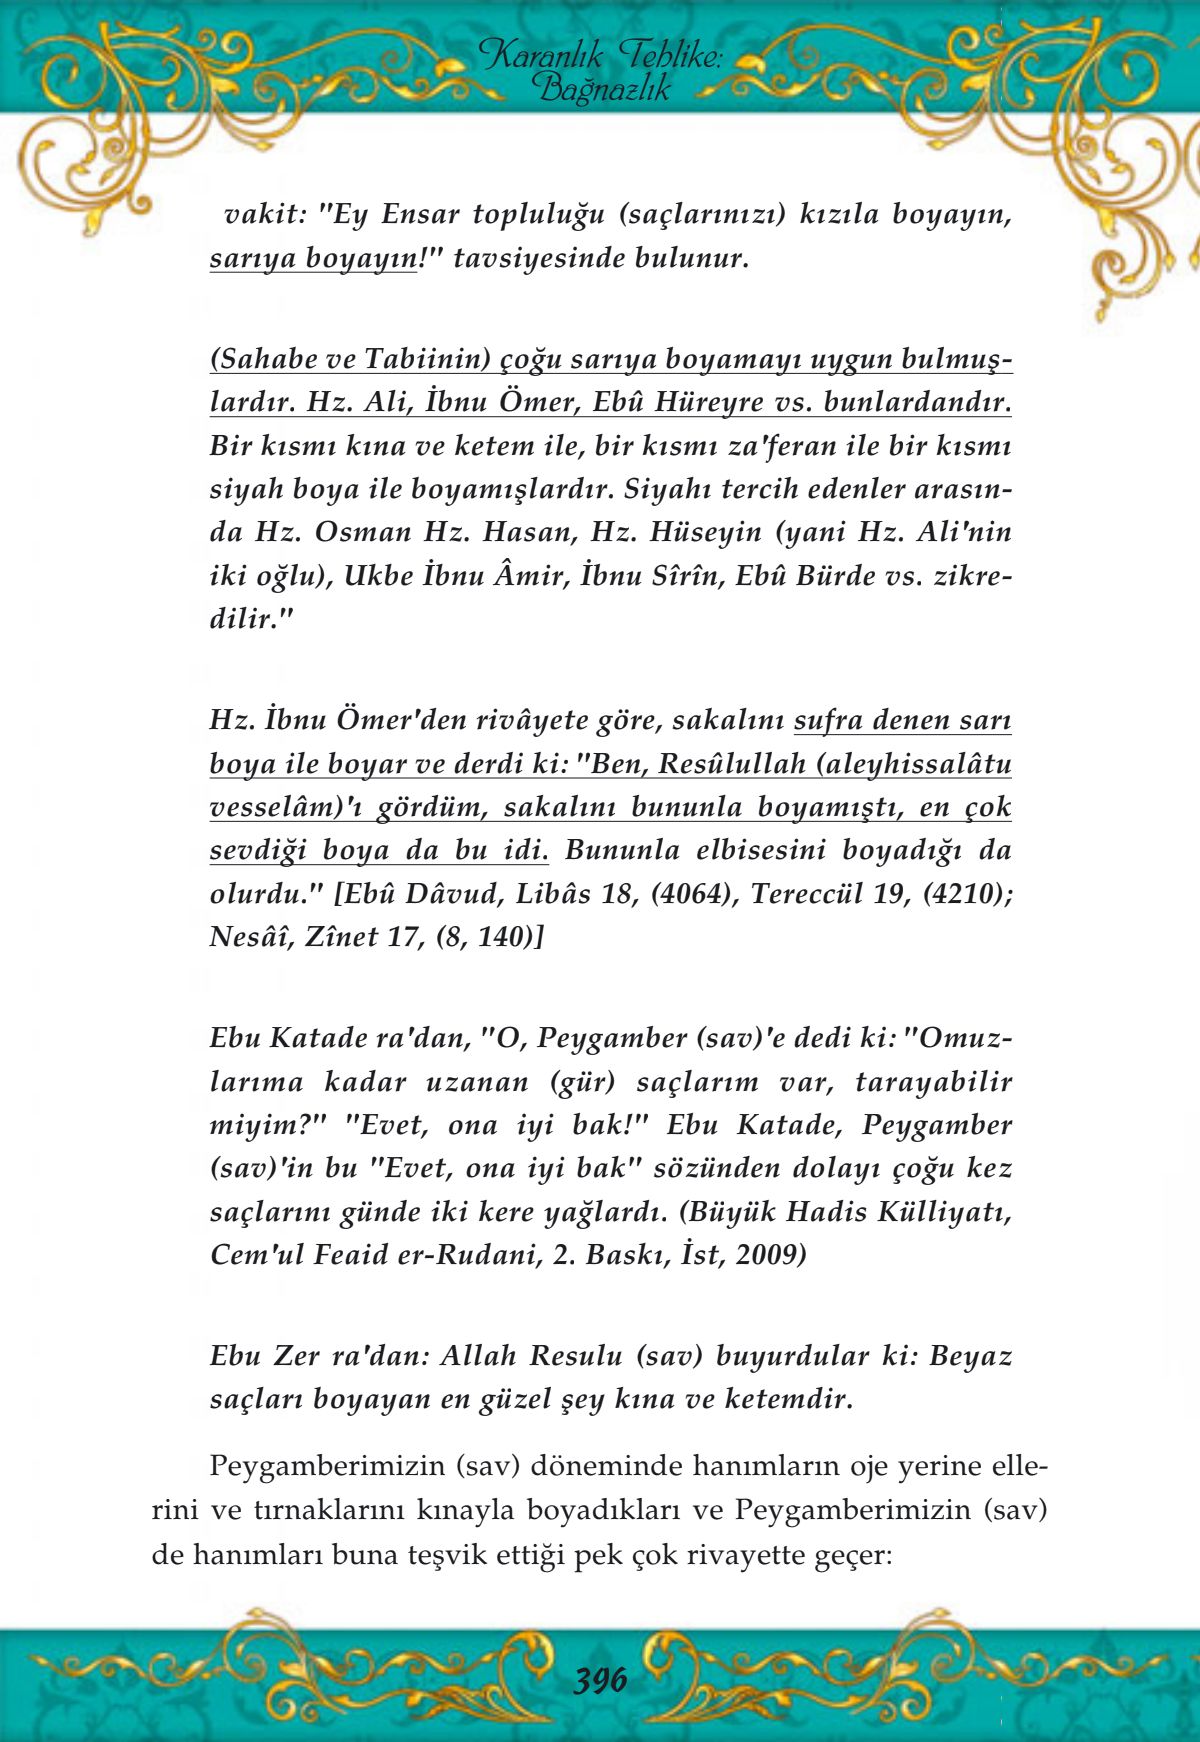 Karanlık Tehlike:
Bağnazlık
vakit: "Ey Ensar topluluğu (saçlarınızı) kızıla boyayın,
sarıya boyayın!" tavsiyesinde bulunur.
(Sahabe ve Tabiinin) çoğu sarıya boyamayı uygun bulmuş-
lardır. Hz. Ali, İbnu Ömer, Ebû Hüreyre vs. bunlardandır.
Bir kısmı kına ve ketem ile, bir kısmı za'feran ile bir kısmı
siyah boya ile boyamışlardır. Siyahı tercih edenler arasın-
da Hz. Osman Hz. Hasan, Hz. Hüseyin (yani Hz. Ali'nin
iki oğlu), Ukbe İbnu Âmir, İbnu Sîrîn, Ebû Bürde vs. zikre-
dilir."
Hz. İbnu Ömer'den rivâyete göre, sakalını sufra denen sarı
boya ile boyar ve derdi ki: "Ben, Resûlullah (aleyhissalâtu
vesselâm)'ı gördüm, sakalını bununla boyamıştı, en çok
sevdiği boya da bu idi. Bununla elbisesini boyadığı da
olurdu." [Ebû Dâvud, Libâs 18, (4064), Tereccül 19, (4210);
Nesâî, Zînet 17, (8, 140)]
Ebu Katade ra'dan, "O, Peygamber (sav)'e dedi ki: "Omuz-
larıma kadar uzanan (gür) saçlarım var, tarayabilir
miyim?" "Evet, ona iyi bak!" Ebu Katade, Peygamber
(sav)'in bu "Evet, ona iyi bak" sözünden dolayı çoğu kez
saçlarını günde iki kere yağlardı. (Büyük Hadis Külliyatı,
Cem'ul Feaid er-Rudani, 2. Baskı, İst, 2009)
Ebu Zer ra'dan: Allah Resulu (sav) buyurdular ki: Beyaz
saçları boyayan en güzel şey kına ve ketemdir.
Peygamberimizin (sav) döneminde hanımların oje yerine elle-
rini ve tırnaklarını kınayla boyadıkları ve Peygamberimizin (sav)
de hanımları buna teşvik ettiği pek çok rivayette geçer:
396